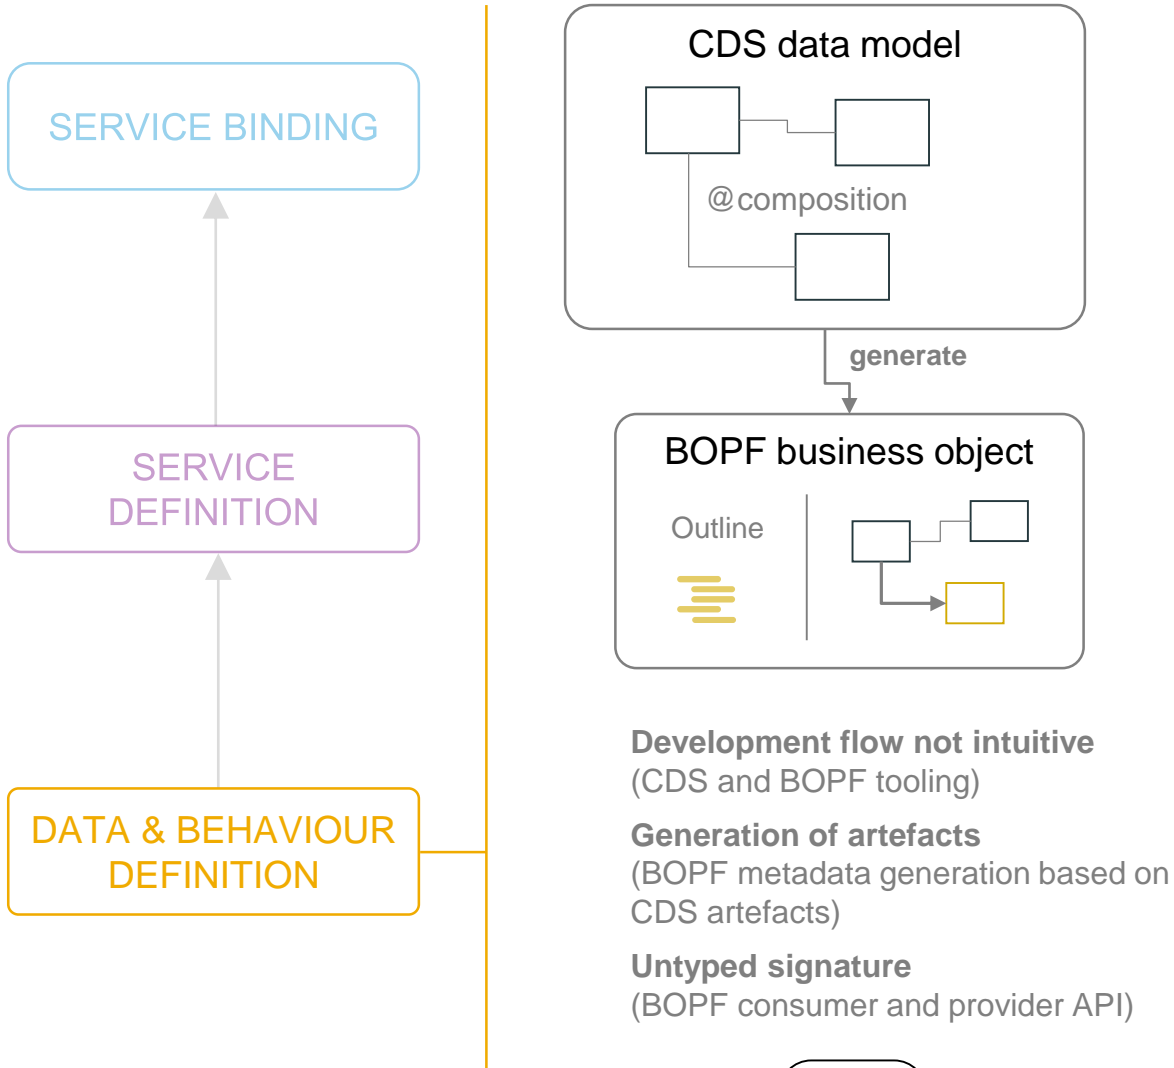 SERVICE BINDING
SERVICE
DEFINITION
DATA & BEHAVIOUR
DEFINITION
CDS data model
@composition
generate
BOPF business object
Outline
Development flow not intuitive
(CDS and BOPF tooling)
Generation of artefacts
(BOPF metadata generation based on
CDS artefacts)
Untyped signature
(BOPF consumer and provider API)